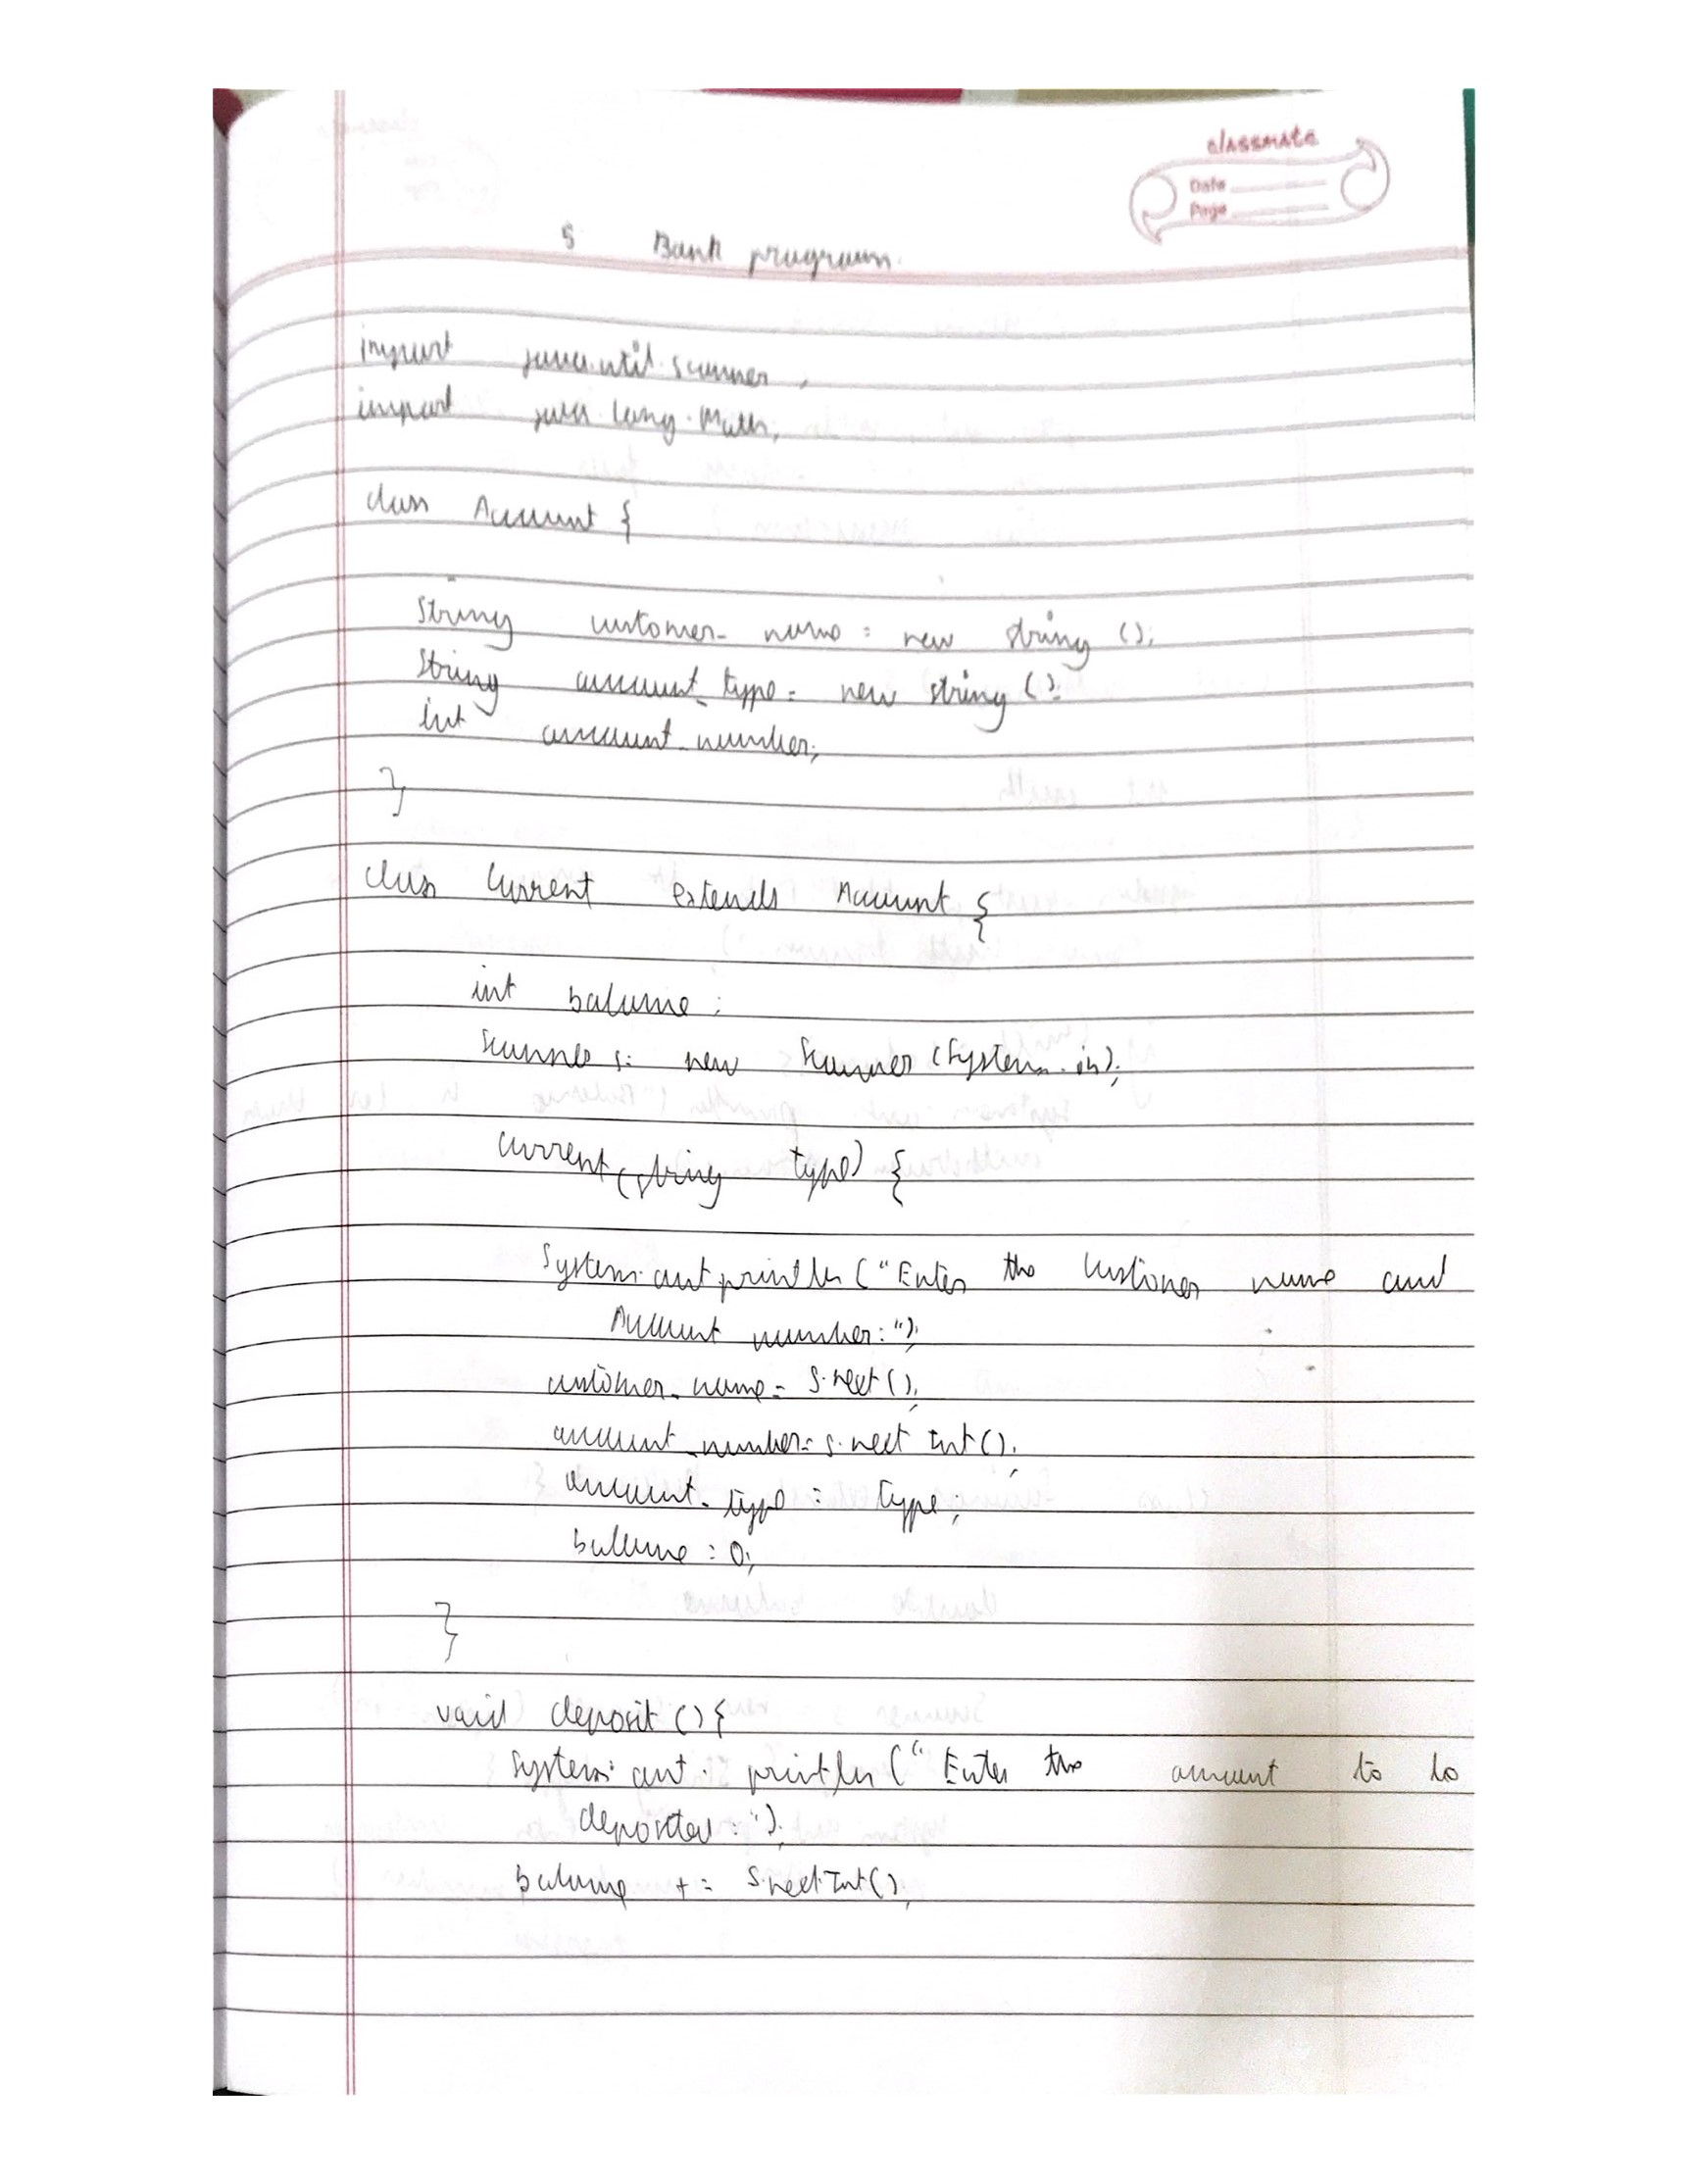 classmate
Date
Page
5 Bank program.
import java.util.scanner;
import java.lang.Math;
class Account {
String customer_name = new string ();
String account_type = new string ();
int account_number;
}
class Current extends Account {
int balance;
Scanner s = new Scanner (System.in);
Current (string type) {
System.out println ("Enter the customer name and
Account number:");
customer_name = s.next ();
account_number = s.next Int ();
account_type = type;
balance = 0;
}
void deposit () {
System. out. println ("Enter the amount to be
deposited : ");
balance += s.next Int ();